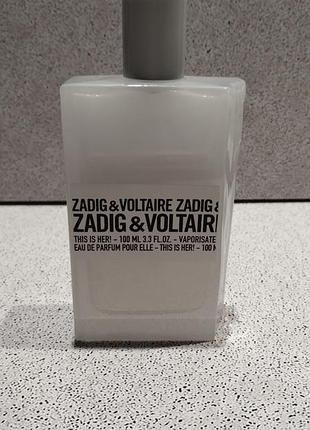 ZADIG&VOLTAIRE ZADIG &
ZADIG&VOLTAIRE
THIS IS HER! – 100 ML 3.3 FL.OZ. – VAPORISATE
EAU DE PARFUM POUR ELLE – THIS IS HER! – 100 M